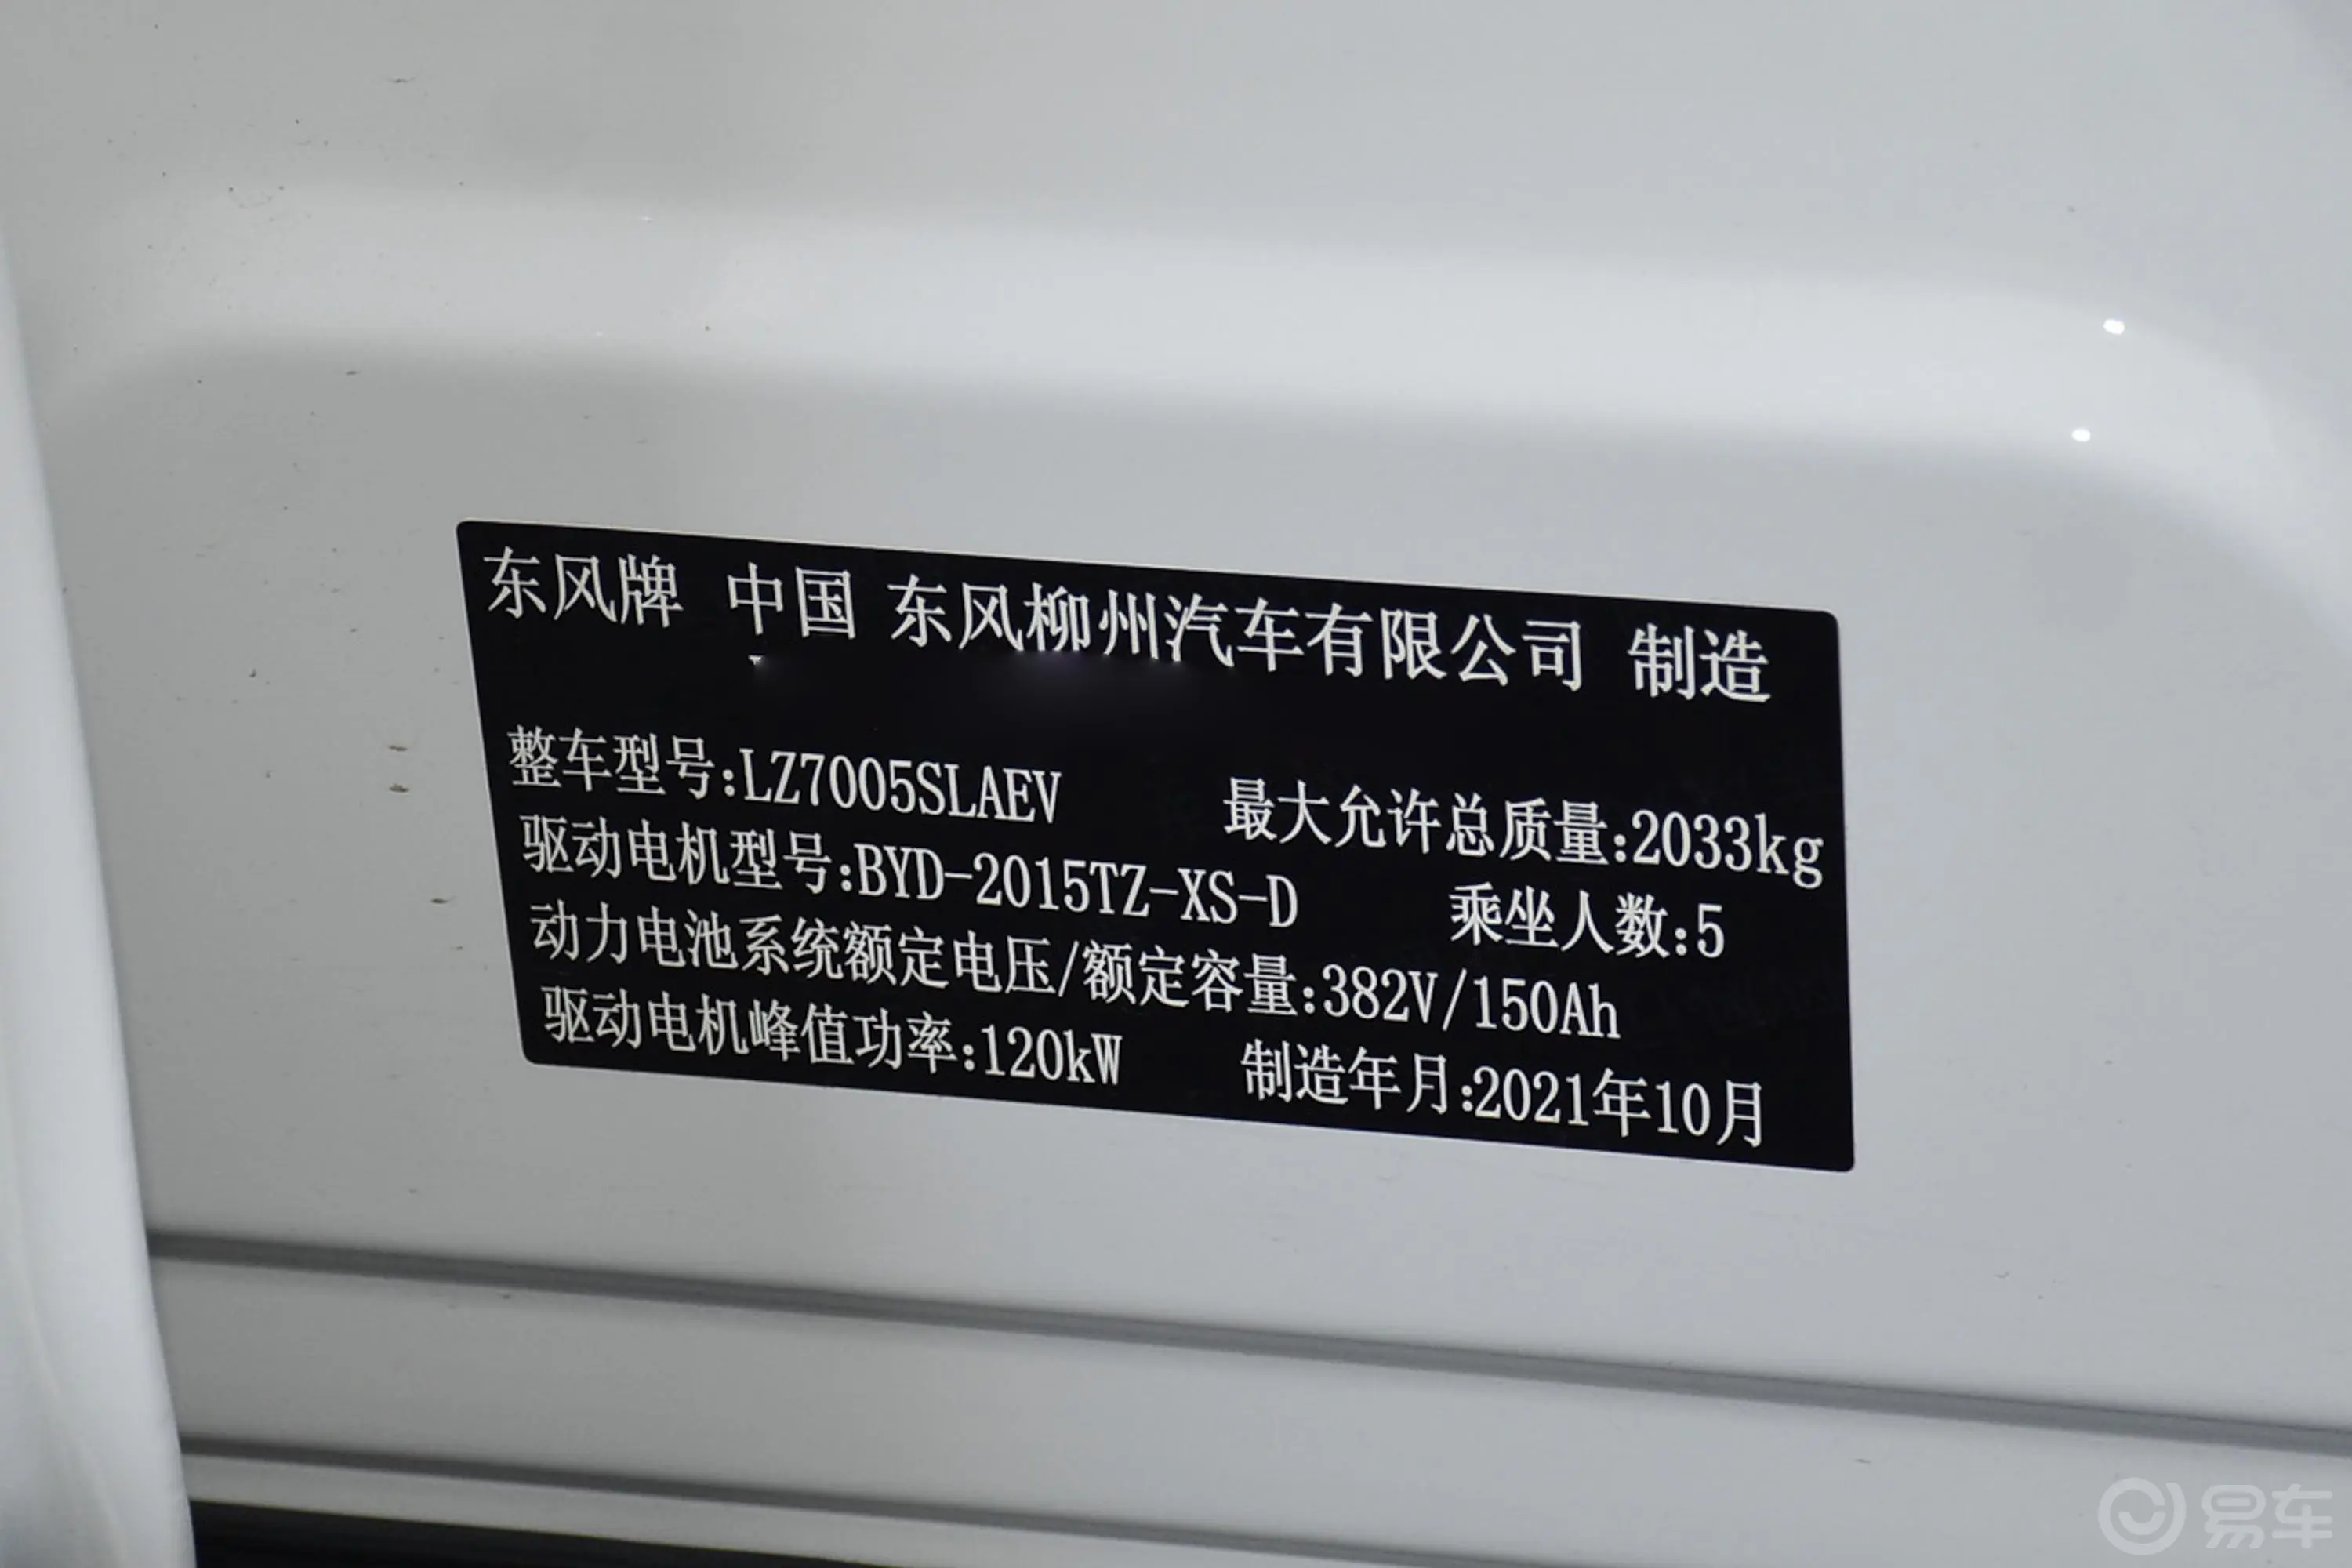 东风牌 中国 东风柳州汽车有限公司 制造
整车型号:LZ7005SLAEV 最大允许总质量:2033kg
驱动电机型号:BYD-2015TZ-XS-D 乘坐人数:5
动力电池系统额定电压/额定容量:382V/150Ah
驱动电机峰值功率:120kW 制造年月:2021年10月
易车